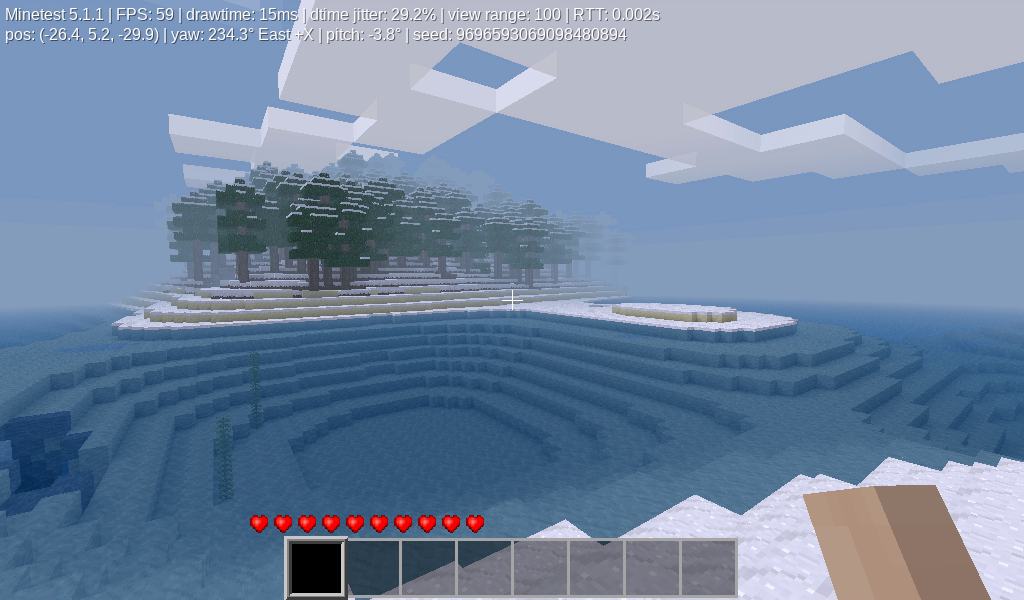 Minetest 5.1.1 | FPS: 59 | drawtime: 15ms | dtime jitter: 29.2% | view range: 100 | RTT: 0.002s
pos: (-26.4, 5.2, -29.9) | yaw: 234.3° East +X | pitch: -3.8° | seed: 9696593069098480894